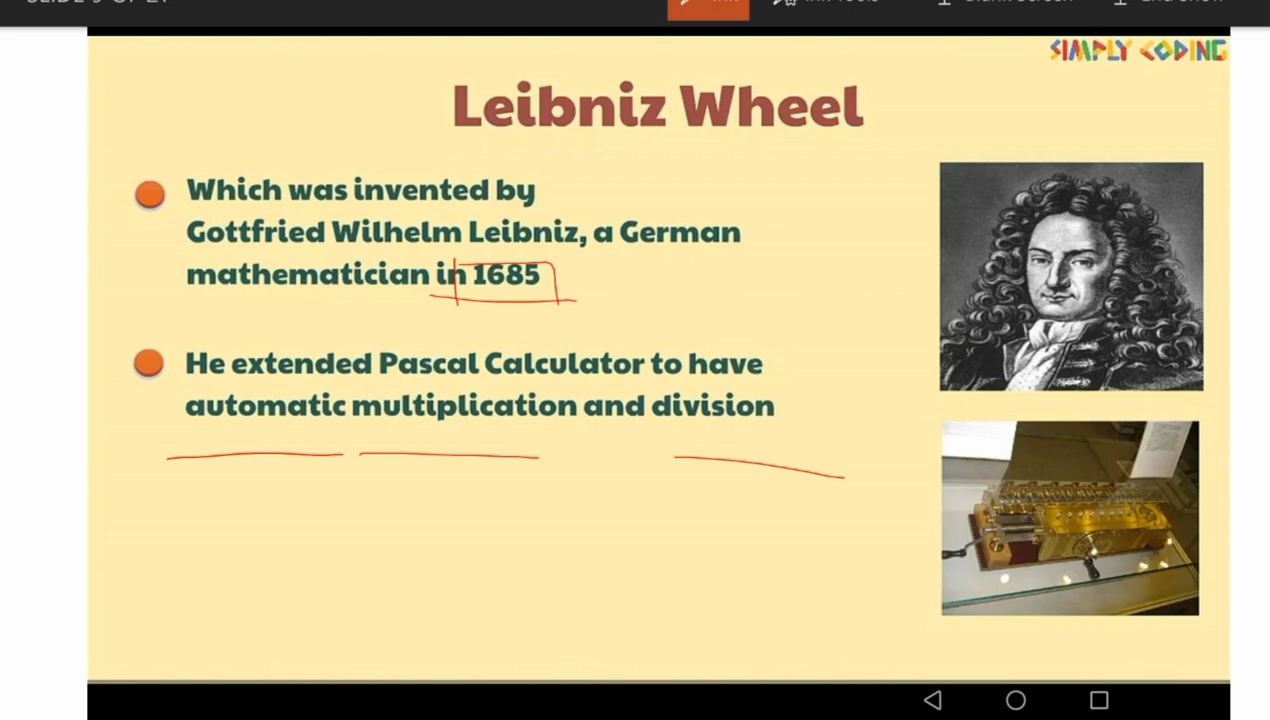 SIMPLY CODING
Leibniz Wheel
Which was invented by
Gottfried Wilhelm Leibniz, a German
mathematician in 1685
He extended Pascal Calculator to have
automatic multiplication and division